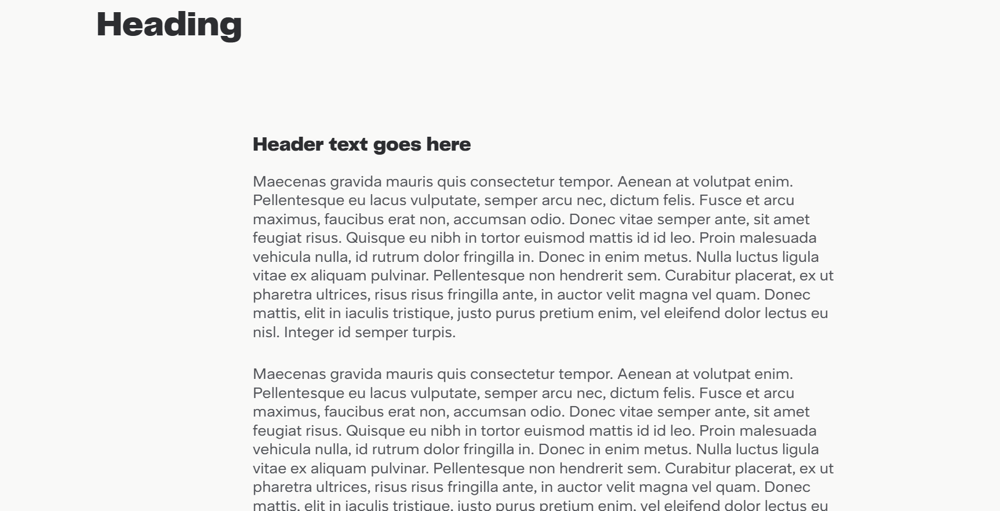 Heading
Header text goes here
Maecenas gravida mauris quis consectetur tempor. Aenean at volutpat enim.
Pellentesque eu lacus vulputate, semper arcu nec, dictum felis. Fusce et arcu
maximus, faucibus erat non, accumsan odio. Donec vitae semper ante, sit amet
feugiat risus. Quisque eu nibh in tortor euismod mattis id id leo. Proin malesuada
vehicula nulla, id rutrum dolor fringilla in. Donec in enim metus. Nulla luctus ligula
vitae ex aliquam pulvinar. Pellentesque non hendrerit sem. Curabitur placerat, ex ut
pharetra ultrices, risus risus fringilla ante, in auctor velit magna vel quam. Donec
mattis, elit in iaculis tristique, justo purus pretium enim, vel eleifend dolor lectus eu
nisl. Integer id semper turpis.
Maecenas gravida mauris quis consectetur tempor. Aenean at volutpat enim.
Pellentesque eu lacus vulputate, semper arcu nec, dictum felis. Fusce et arcu
maximus, faucibus erat non, accumsan odio. Donec vitae semper ante, sit amet
feugiat risus. Quisque eu nibh in tortor euismod mattis id id leo. Proin malesuada
vehicula nulla, id rutrum dolor fringilla in. Donec in enim metus. Nulla luctus ligula
vitae ex aliquam pulvinar. Pellentesque non hendrerit sem. Curabitur placerat, ex ut
pharetra ultrices, risus risus fringilla ante, in auctor velit magna vel quam. Donec
mattis, elit in iaculis tristique, justo purus pretium enim, vel eleifend dolor lectus eu